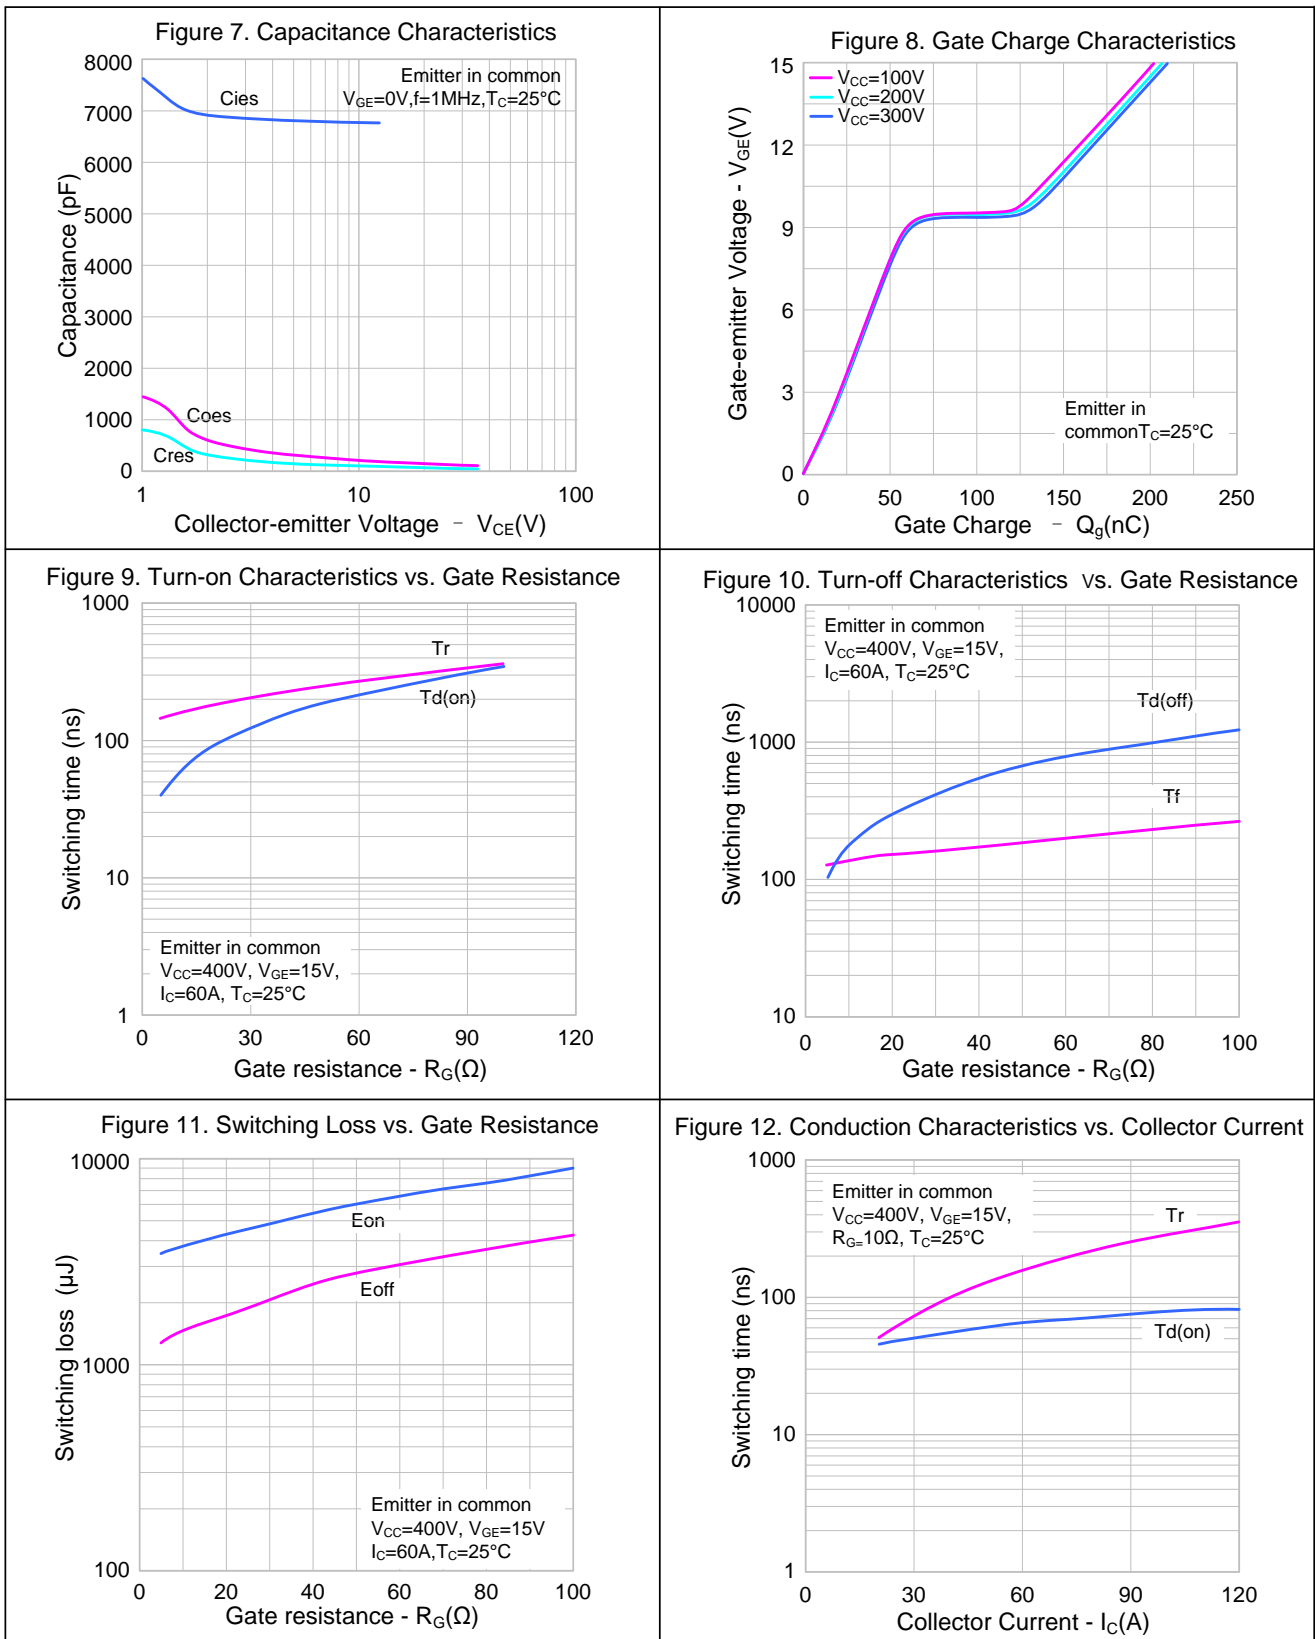 Figure 7. Capacitance Characteristics
8000
7000
6000
5000
4000
3000
2000
1000
0
Capacitance (pF)
Emitter in common
VGE=0V,f=1MHz,TC=25°C
Cies
Coes
Cres
1
10
100
Collector-emitter Voltage － VCE(V)
Figure 8. Gate Charge Characteristics
15
12
9
6
3
0
Gate-emitter Voltage - VGE(V)
VCC=100V
VCC=200V
VCC=300V
Emitter in
commonTC=25°C
0
50
100
150
200
250
Gate Charge － Qg(nC)
Figure 9. Turn-on Characteristics vs. Gate Resistance
1000
100
10
1
Switching time (ns)
Tr
Td(on)
Emitter in common
VCC=400V, VGE=15V,
IC=60A, TC=25°C
0
30
60
90
120
Gate resistance - RG(Ω)
Figure 10. Turn-off Characteristics vs. Gate Resistance
10000
1000
100
10
Switching time (ns)
Emitter in common
VCC=400V, VGE=15V,
IC=60A, TC=25°C
Td(off)
Tf
0
20
40
60
80
100
Gate resistance - RG(Ω)
Figure 11. Switching Loss vs. Gate Resistance
10000
1000
100
Switching loss (μJ)
Eon
Eoff
Emitter in common
VCC=400V, VGE=15V
IC=60A,TC=25°C
0
20
40
60
80
100
Gate resistance - RG(Ω)
Figure 12. Conduction Characteristics vs. Collector Current
1000
100
10
1
Switching time (ns)
Emitter in common
VCC=400V, VGE=15V,
RG=10Ω, TC=25°C
Tr
Td(on)
0
30
60
90
120
Collector Current - IC(A)